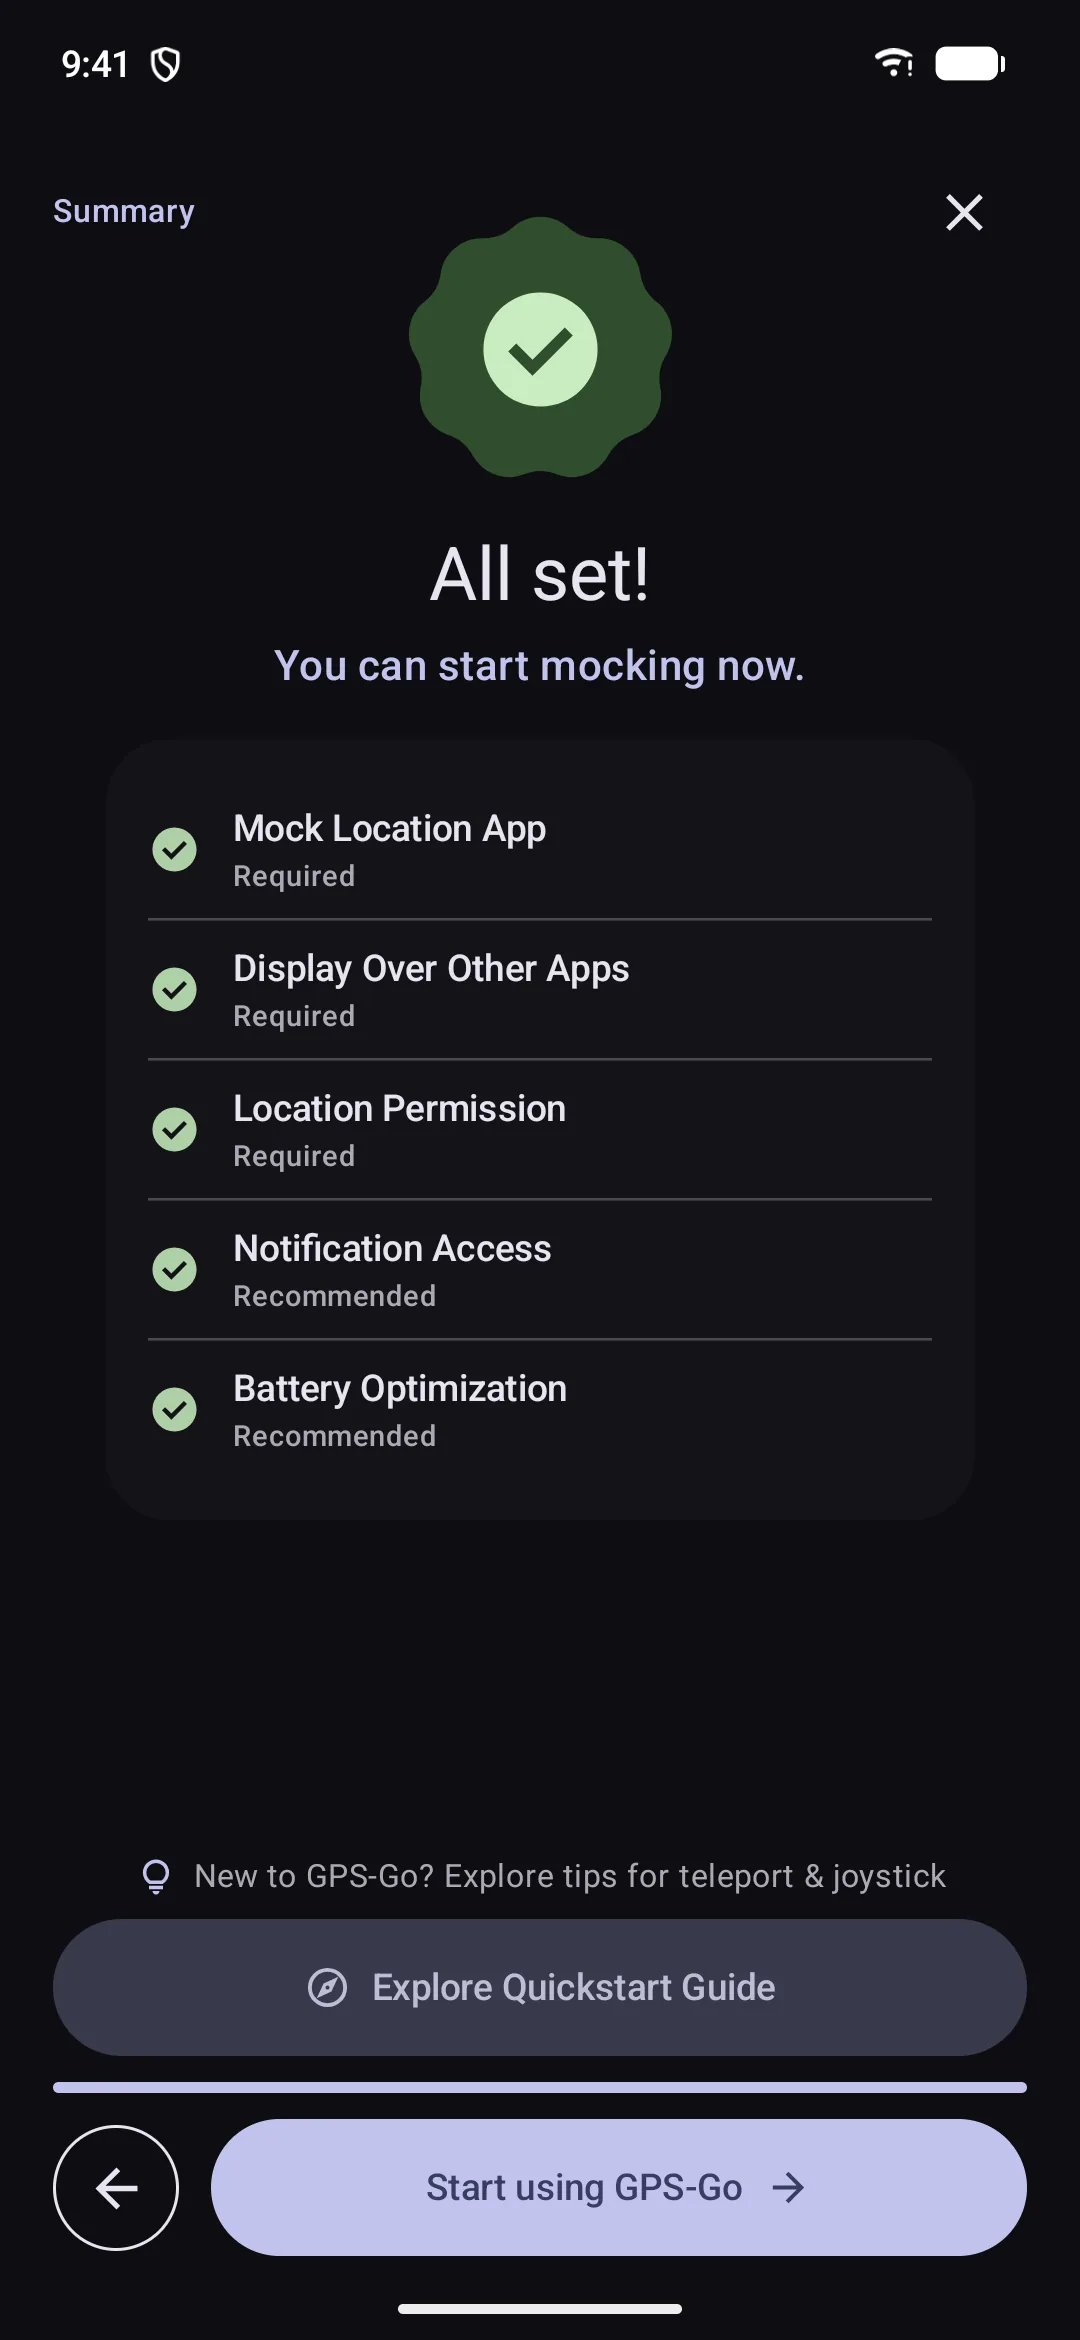 9:41
Summary
All set!
You can start mocking now.
Mock Location App
Required
Display Over Other Apps
Required
Location Permission
Required
Notification Access
Recommended
Battery Optimization
Recommended
New to GPS-Go? Explore tips for teleport & joystick
Explore Quickstart Guide
Start using GPS-Go